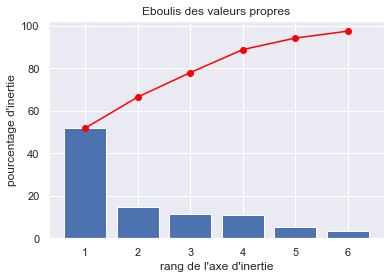 Eboulis des valeurs propres
pourcentage d'inertie
100
80
60
40
20
0
1 2 3 4 5 6
rang de l'axe d'inertie